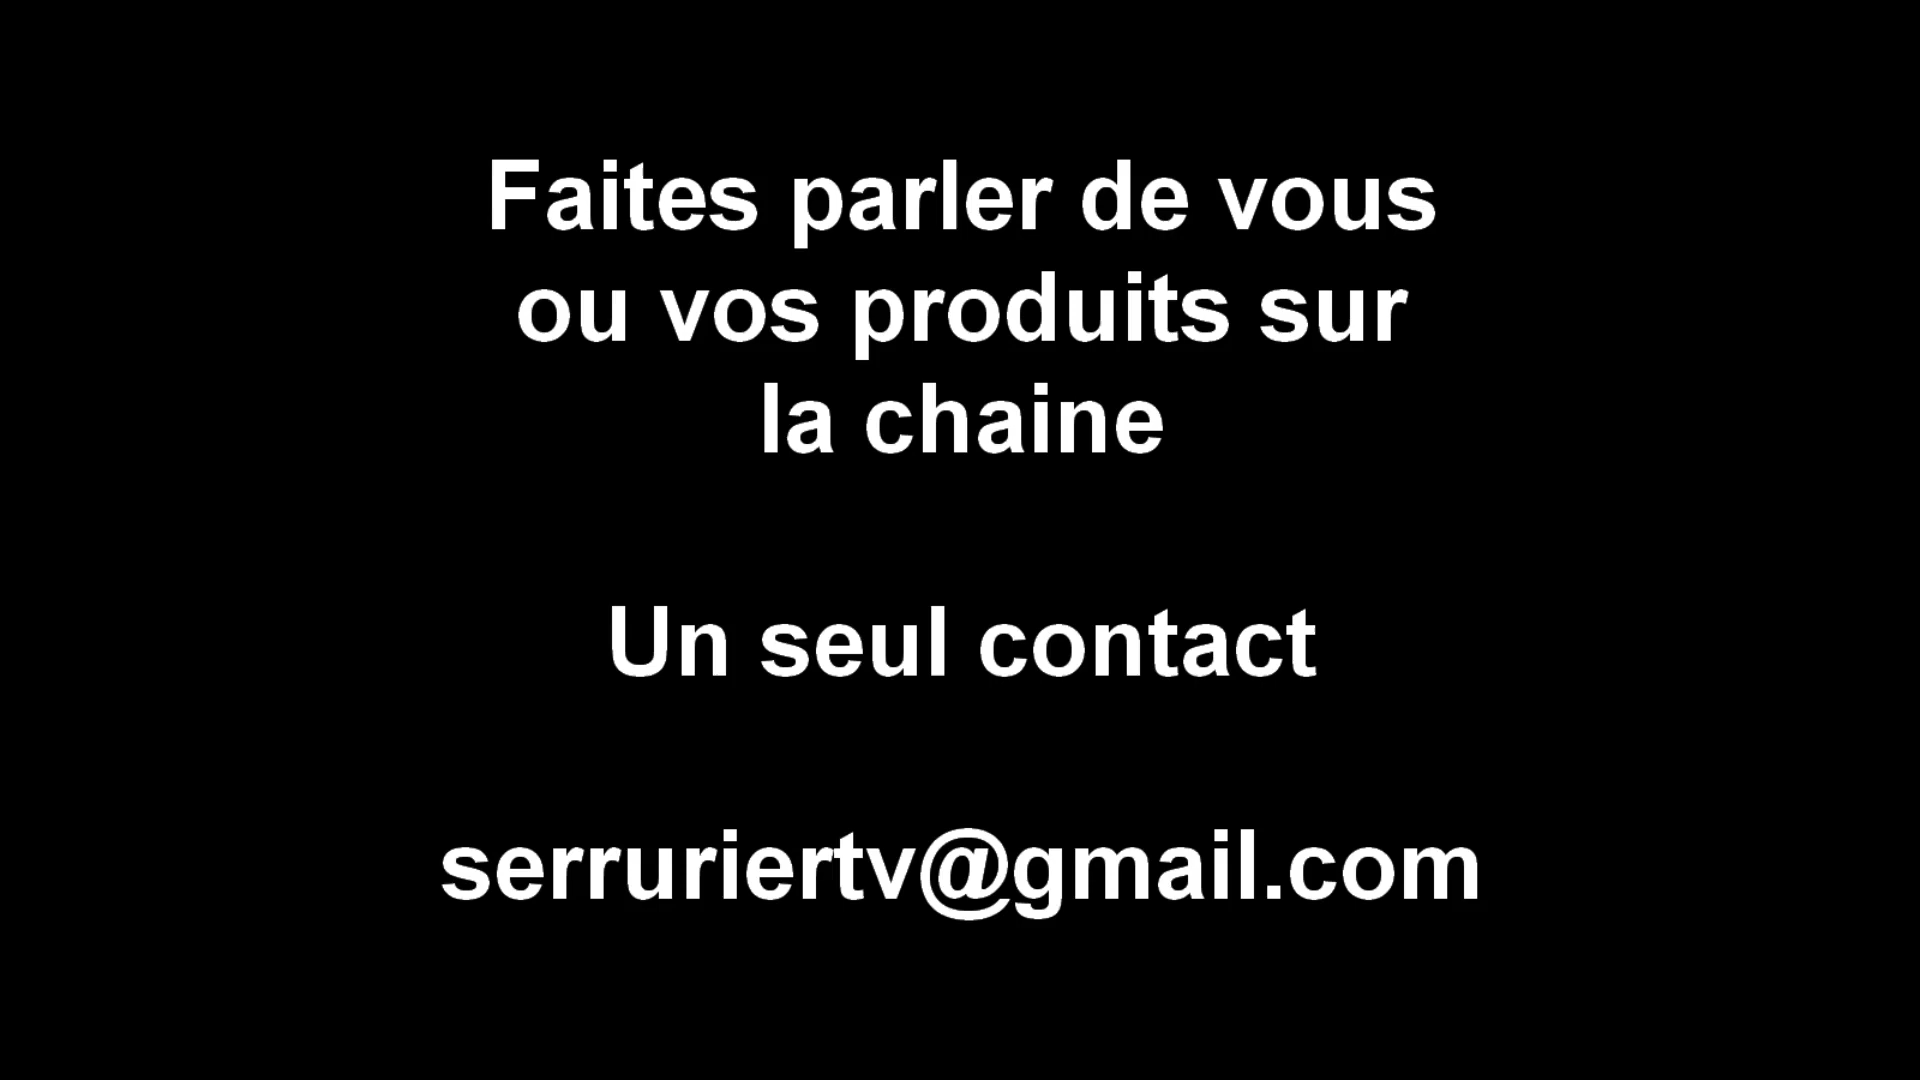 Faites parler de vous
ou vos produits sur
la chaine
Un seul contact
serruriertv@gmail.com